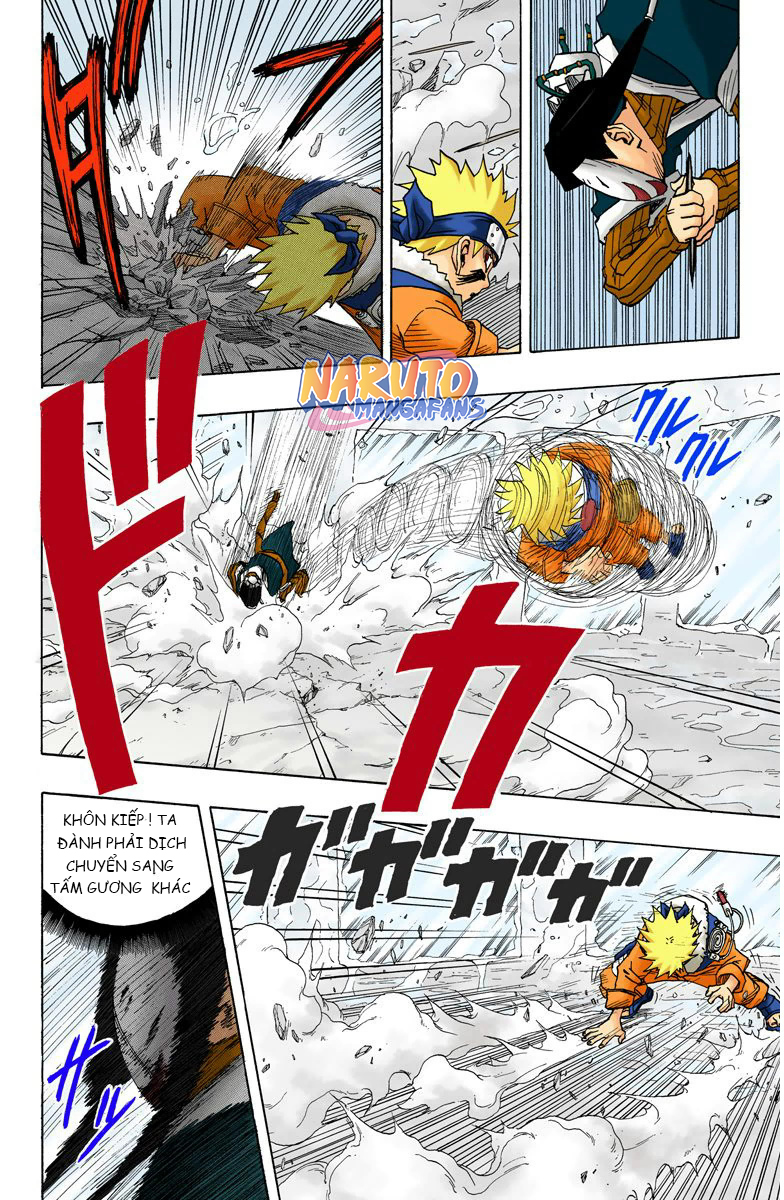 ダッ
NARUTO
MANGAFANS
クルクル
ドカ
ガガガガ
KHÔN KIẾP ! TA
ĐÀNH PHẢI DỊCH
CHUYỂN SANG
TẤM GƯƠNG KHÁC
ザッ